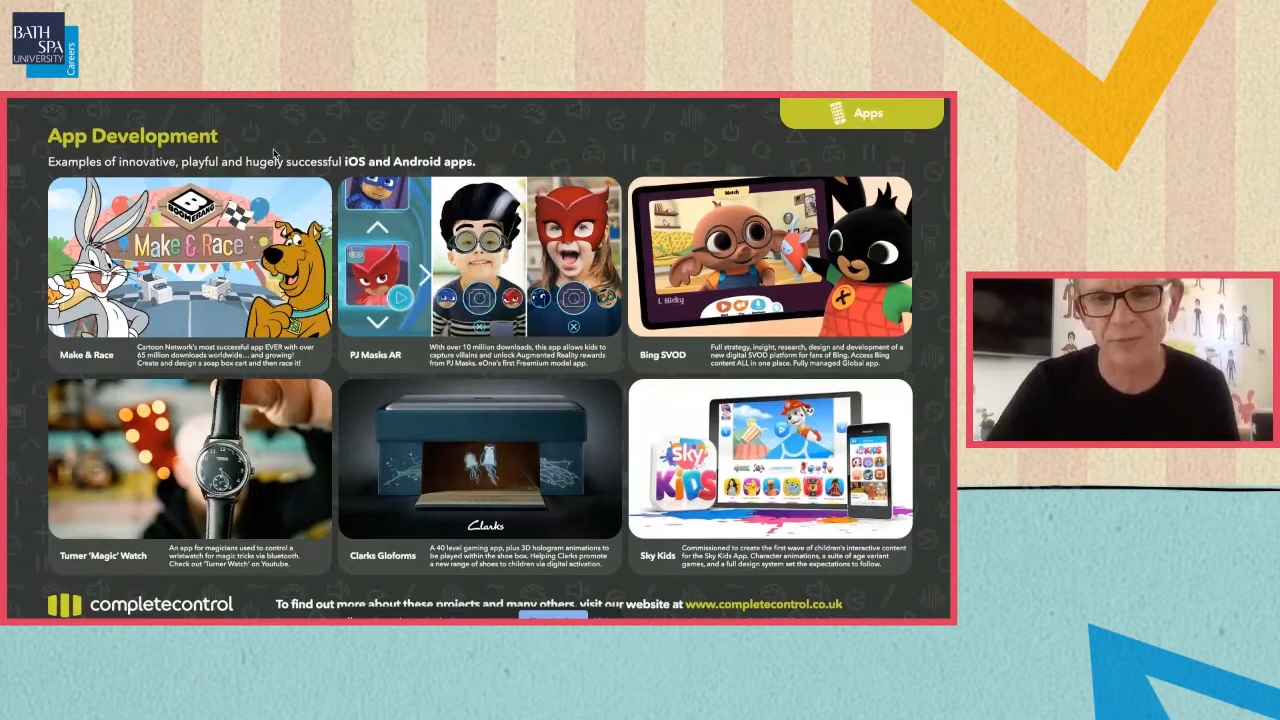 BATH
SPA
UNIVERSITY
Careers
Apps
App Development
Examples of innovative, playful and hugely successful iOS and Android apps.
BOOMERANG
Make & Race
Watch
1. Nicky
Make & Race
Cartoon Network's most successful app EVER with over
65 million downloads worldwide... and growing!
Create and design a soap box cart and then race it!
PJ Masks AR
With over 10 million downloads, this app allows kids to
capture villains and unlock Augmented Reality rewards
from PJ Masks. eOne's first Freemium model app.
Bing SVOD
Full strategy, insight, research, design and development of a
new digital SVOD platform for fans of Bing. Access Bing
content ALL in one place. Fully managed Global app.
Clarks
sky
KIDS
Turner 'Magic' Watch
An app for magicians used to control a
wristwatch for magic tricks via bluetooth.
Check out 'Turner Watch' on Youtube.
Clarks Gloforms
A 40 level gaming app, plus 3D hologram animations to
be played within the shoe box. Helping Clarks promote
a new range of shoes to children via digital activation.
Sky Kids
Commissioned to create the first wave of children's interactive content
for the Sky Kids App. Character animations, a suite of age variant
games, and a full design system set the expectations to follow.
completecontrol
To find out more about these projects and many others, visit our website at www.completecontrol.co.uk